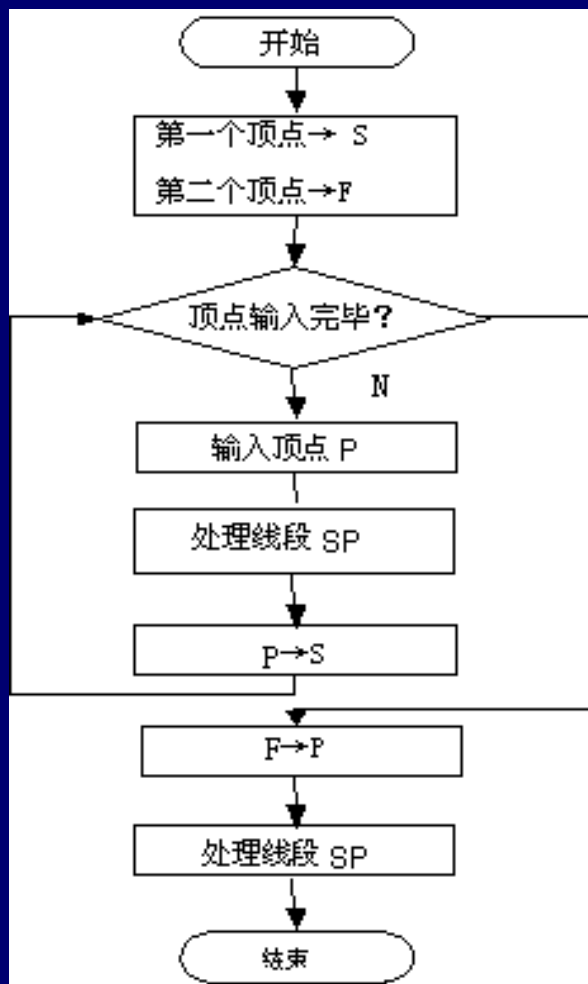 开始
第一个顶点→ S
第二个顶点→F
顶点输入完毕？
N
输入顶点 P
处理线段 SP
P→S
F→P
处理线段 SP
结束